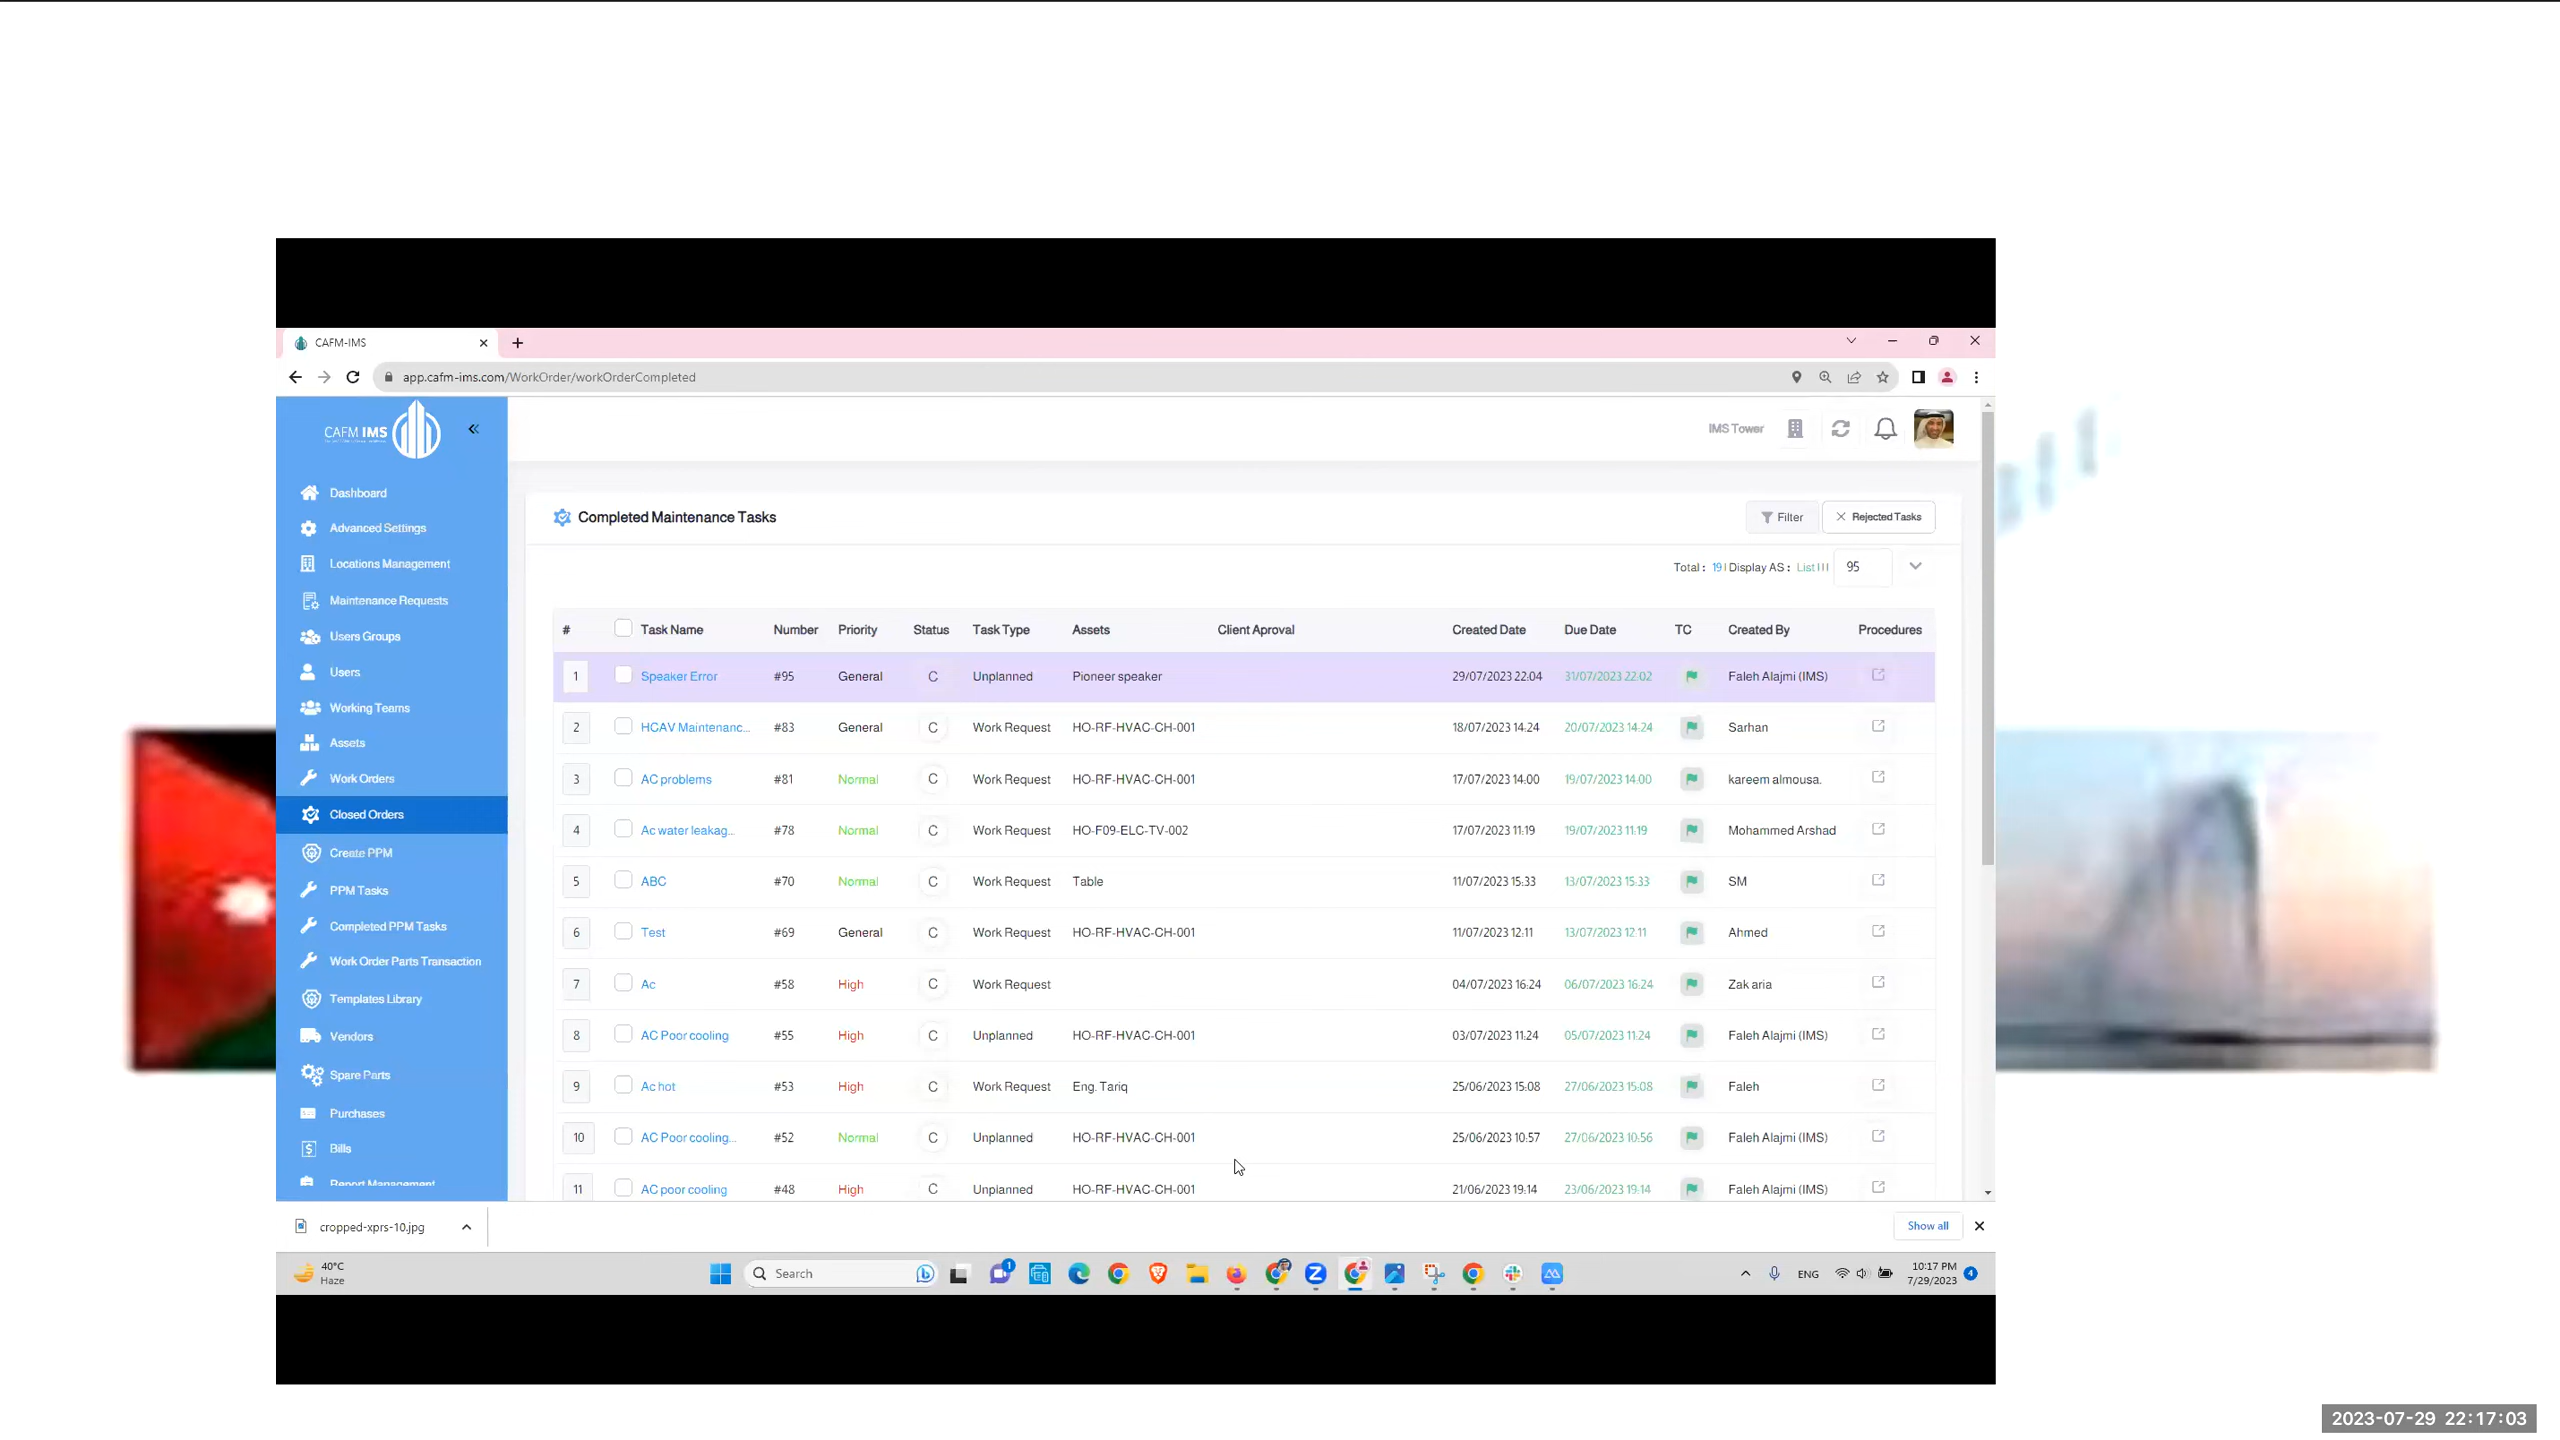 CAFM-IMS
app.cafm-ims.com/WorkOrder/workOrderCompleted
CAFM IMS
IMS Tower
Dashboard
Advanced Settings
Locations Management
Maintenance Requests
Users Groups
Users
Working Teams
Assets
Work Orders
Closed Orders
Create PPM
PPM Tasks
Completed PPM Tasks
Work Order Parts Transaction
Templates Library
Vendors
Spare Parts
Purchases
Bills
Report Management
Completed Maintenance Tasks
Filter
Rejected Tasks
Total : 19 | Display AS : List | | | 95
# Task Name Number Priority Status Task Type Assets Client Aproval Created Date Due Date TC Created By Procedures
1 Speaker Error #95 General C Unplanned Pioneer speaker 29/07/2023 22:04 31/07/2023 22:02 Faleh Alajmi (IMS)
2 HCAV Maintenanc... #83 General C Work Request HO-RF-HVAC-CH-001 18/07/2023 14:24 20/07/2023 14:24 Sarhan
3 AC problems #81 Normal C Work Request HO-RF-HVAC-CH-001 17/07/2023 14:00 19/07/2023 14:00 kareem almousa.
4 Ac water leakag... #78 Normal C Work Request HO-F09-ELC-TV-002 17/07/2023 11:19 19/07/2023 11:19 Mohammed Arshad
5 ABC #70 Normal C Work Request Table 11/07/2023 15:33 13/07/2023 15:33 SM
6 Test #69 General C Work Request HO-RF-HVAC-CH-001 11/07/2023 12:11 13/07/2023 12:11 Ahmed
7 Ac #58 High C Work Request 04/07/2023 16:24 06/07/2023 16:24 Zak aria
8 AC Poor cooling #55 High C Unplanned HO-RF-HVAC-CH-001 03/07/2023 11:24 05/07/2023 11:24 Faleh Alajmi (IMS)
9 Ac hot #53 High C Work Request Eng. Tariq 25/06/2023 15:08 27/06/2023 15:08 Faleh
10 AC Poor cooling... #52 Normal C Unplanned HO-RF-HVAC-CH-001 25/06/2023 10:57 27/06/2023 10:56 Faleh Alajmi (IMS)
11 AC poor cooling #48 High C Unplanned HO-RF-HVAC-CH-001 21/06/2023 19:14 23/06/2023 19:14 Faleh Alajmi (IMS)
cropped-xprs-10.jpg
Show all
40°C
Haze
Search
1
ENG
10:17 PM
7/29/2023
4
2023-07-29 22:17:03